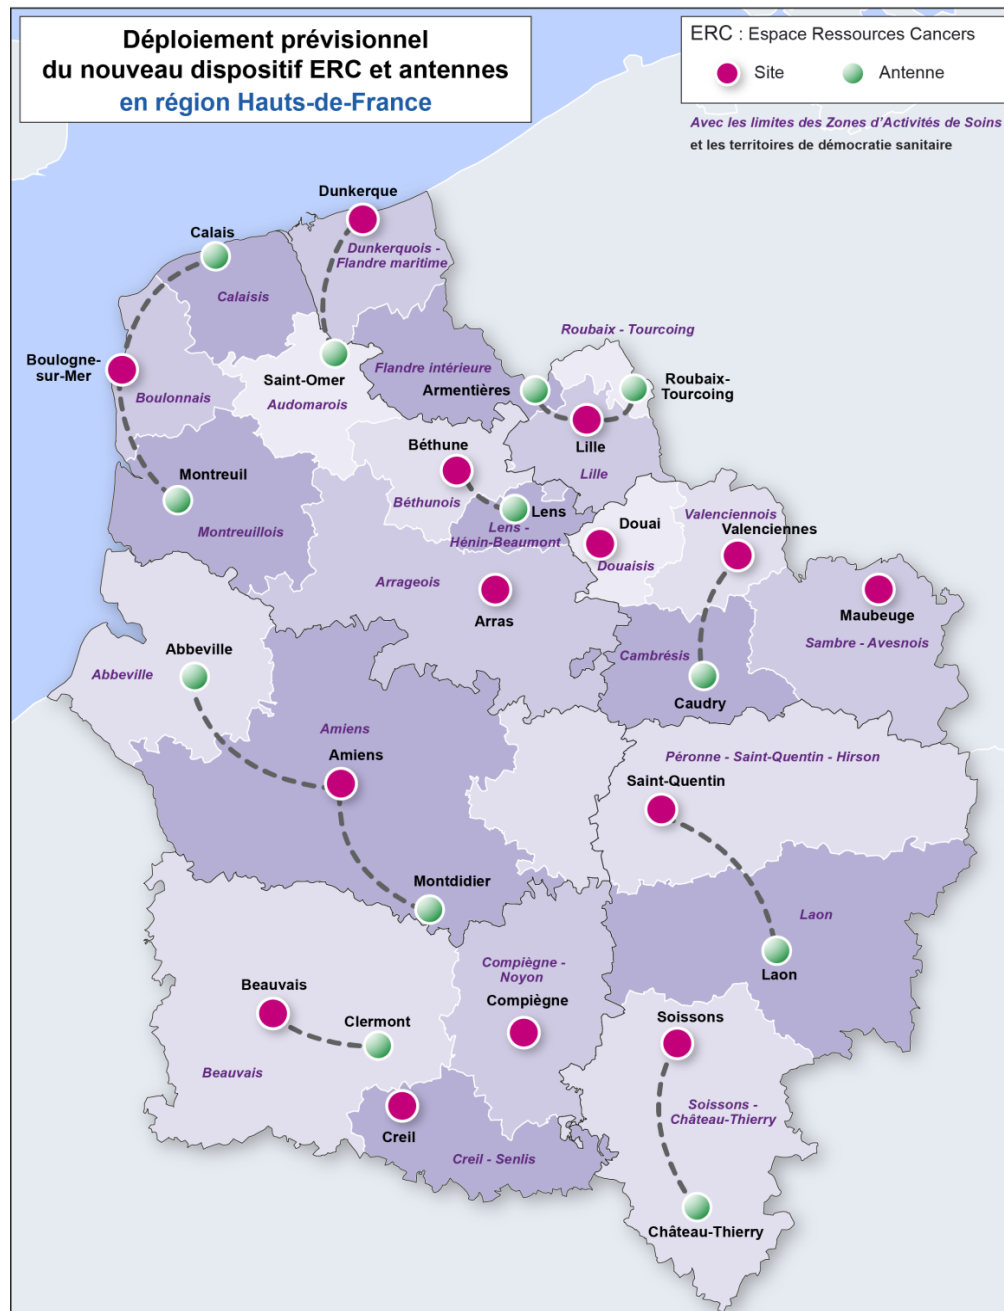 Déploiement prévisionnel
du nouveau dispositif ERC et antennes
en région Hauts-de-France
ERC : Espace Ressources Cancers
Site
Antenne
Avec les limites des Zones d'Activités de Soins
et les territoires de démocratie sanitaire
Dunkerque
Calais
Dunkerquois -
Flandre maritime
Calaisis
Roubaix - Tourcoing
Boulogne-
sur-Mer
Saint-Omer
Flandre intérieure
Armentières
Roubaix-
Tourcoing
Boulonnais
Audomarois
Béthune
Lille
Lille
Montreuil
Béthunois
Lens
Lens -
Hénin-Beaumont
Montreuillois
Douai
Douaisis
Valenciennois
Valenciennes
Arrageois
Arras
Maubeuge
Sambre - Avesnois
Abbeville
Abbeville
Cambrésis
Caudry
Amiens
Amiens
Péronne - Saint-Quentin - Hirson
Saint-Quentin
Montdidier
Laon
Laon
Compiègne -
Noyon
Compiègne
Beauvais
Clermont
Beauvais
Soissons
Creil
Creil - Senlis
Soissons -
Château-Thierry
Château-Thierry